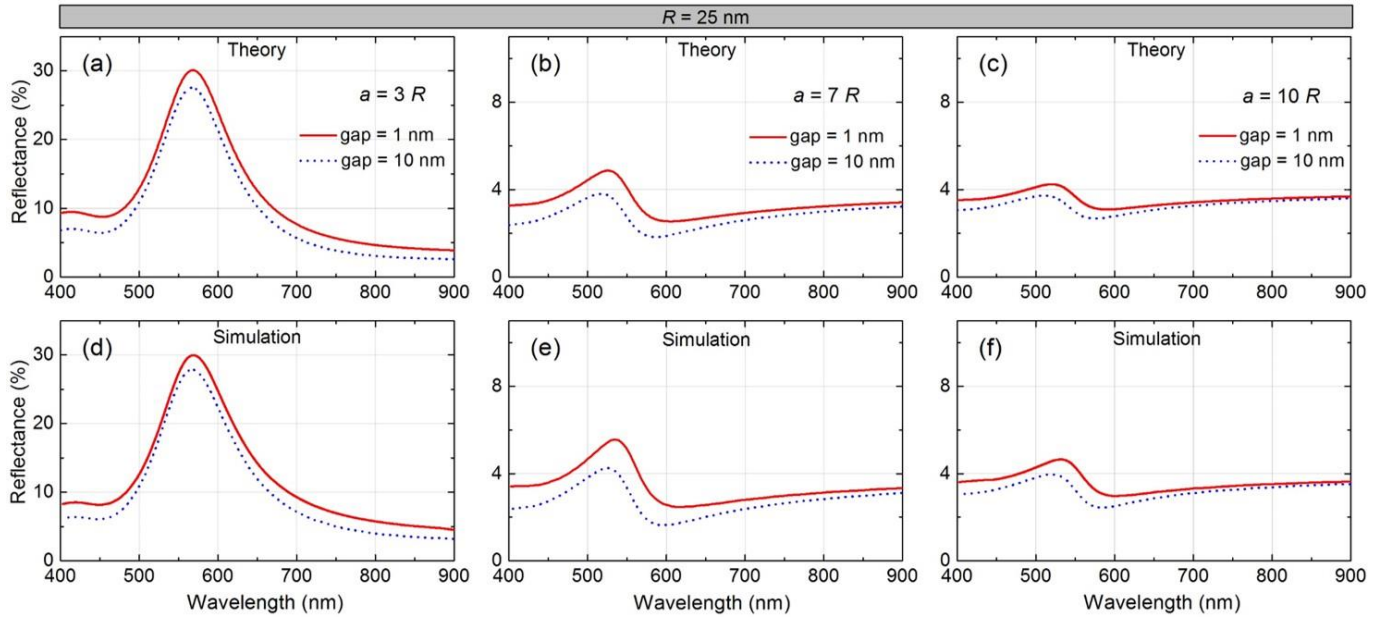 R = 25 nm
(a)
Theory
a = 3 R
gap = 1 nm
gap = 10 nm
Reflectance (%)
30
20
10
0
400 500 600 700 800 900
(b)
Theory
a = 7 R
gap = 1 nm
gap = 10 nm
8
4
0
400 500 600 700 800 900
(c)
Theory
a = 10 R
gap = 1 nm
gap = 10 nm
8
4
0
400 500 600 700 800 900
(d)
Simulation
Reflectance (%)
30
20
10
0
400 500 600 700 800 900
Wavelength (nm)
(e)
Simulation
8
4
0
400 500 600 700 800 900
Wavelength (nm)
(f)
Simulation
8
4
0
400 500 600 700 800 900
Wavelength (nm)